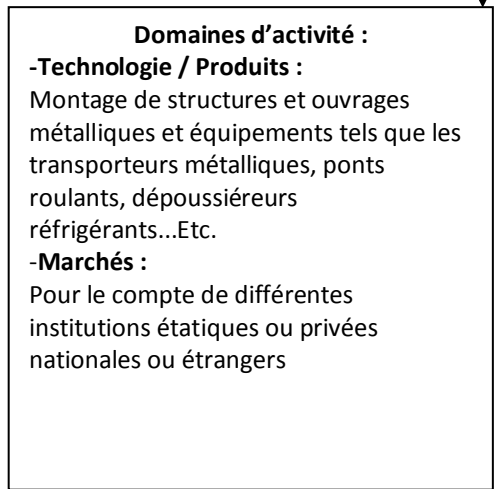 Domaines d’activité :
-Technologie / Produits :
Montage de structures et ouvrages
métalliques et équipements tels que les
transporteurs métalliques, ponts
roulants, dépoussiéreurs
réfrigérants...Etc.
-Marchés :
Pour le compte de différentes
institutions étatiques ou privées
nationales ou étrangers